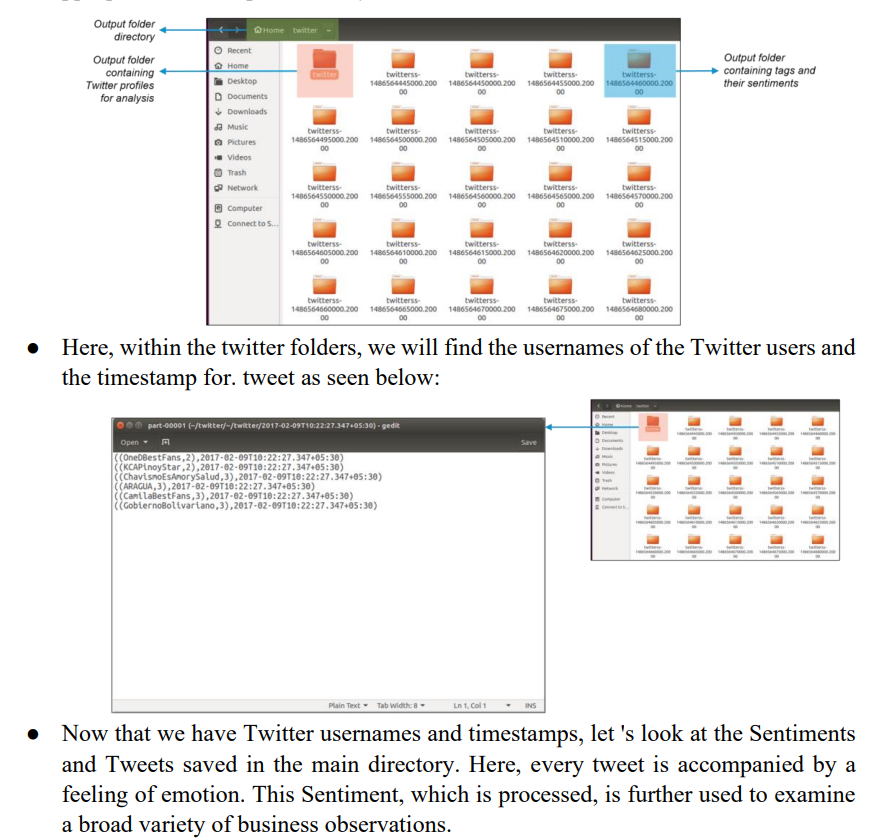 Output folder
directory
Output folder
containing
Twitter profiles
for analysis
Home twitter
Recent
Home
Desktop
Documents
Downloads
Music
Pictures
Videos
Trash
Network
Computer
Connect to S...
twitter
twitterss-
1486564445000.200
00
twitterss-
1486564450000.200
00
twitterss-
1486564455000.200
00
twitterss-
1486564460000.200
00
twitterss-
1486564495000.200
00
twitterss-
1486564500000.200
00
twitterss-
1486564505000.200
00
twitterss-
1486564510000.200
00
twitterss-
1486564515000.200
00
twitterss-
1486564550000.200
00
twitterss-
1486564555000.200
00
twitterss-
1486564560000.200
00
twitterss-
1486564565000.200
00
twitterss-
1486564570000.200
00
twitterss-
1486564605000.200
00
twitterss-
1486564610000.200
00
twitterss-
1486564615000.200
00
twitterss-
1486564620000.200
00
twitterss-
1486564625000.200
00
twitterss-
1486564660000.200
00
twitterss-
1486564665000.200
00
twitterss-
1486564670000.200
00
twitterss-
1486564675000.200
00
twitterss-
1486564680000.200
00
Output folder
containing tags and
their sentiments
● Here, within the twitter folders, we will find the usernames of the Twitter users and
the timestamp for. tweet as seen below:
part-00001 (~/twitter/~/twitter/2017-02-09T10:22:27.347+05:30) - gedit
Open Save
((OneDBestFans,2),2017-02-09T10:22:27.347+05:30)
((KCAPinoyStar,2),2017-02-09T10:22:27.347+05:30)
((ChavismoEsAmorySalud,3),2017-02-09T10:22:27.347+05:30)
((ARAGUA,3),2017-02-09T10:22:27.347+05:30)
((CamilaBestFans,3),2017-02-09T10:22:27.347+05:30)
((GobiernoBolivariano,3),2017-02-09T10:22:27.347+05:30)
Plain Text Tab Width: 8 Ln 1, Col 1 INS
● Now that we have Twitter usernames and timestamps, let 's look at the Sentiments
and Tweets saved in the main directory. Here, every tweet is accompanied by a
feeling of emotion. This Sentiment, which is processed, is further used to examine
a broad variety of business observations.